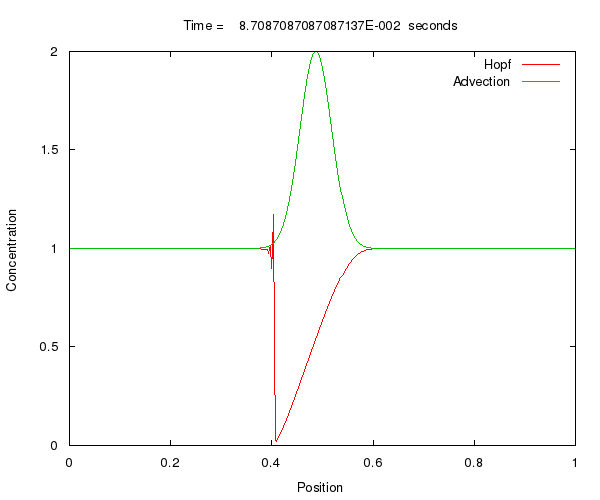 Time = 8.7087087087087137E-002 seconds
Hopf
Advection
2
1.5
1
0.5
0
Concentration
0 0.2 0.4 0.6 0.8 1
Position